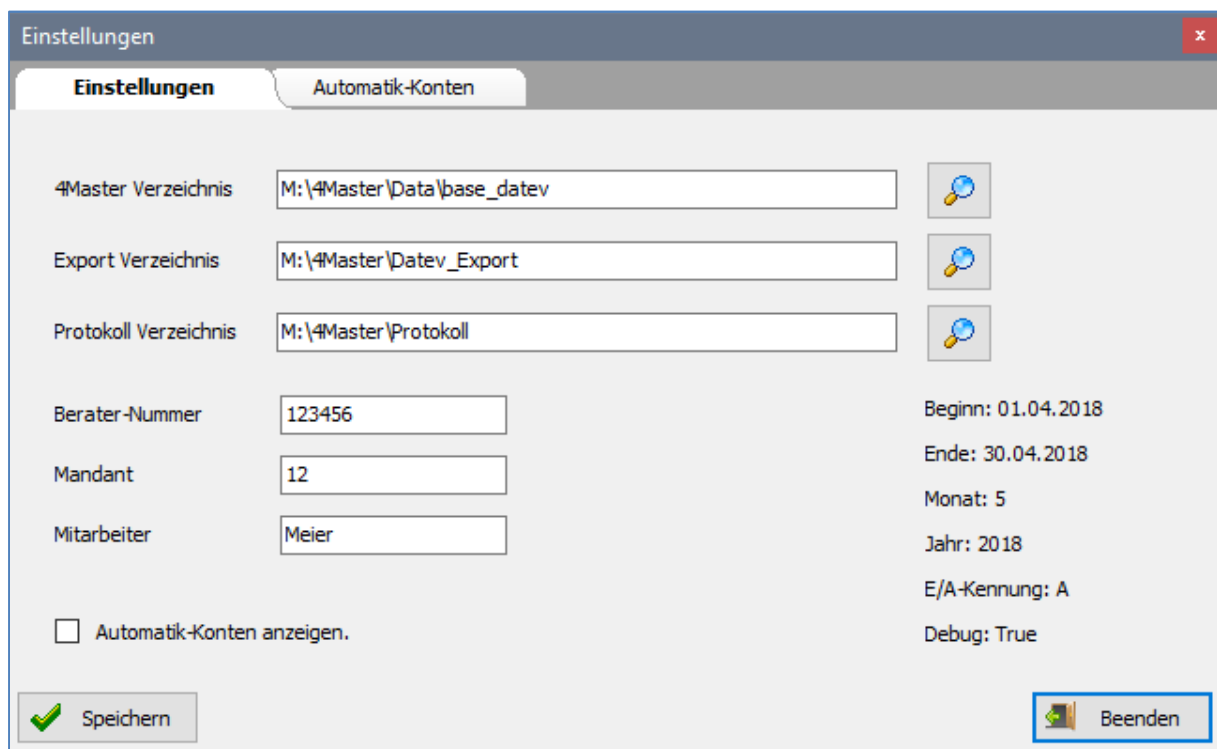 Einstellungen
x
Einstellungen
Automatik-Konten
4Master Verzeichnis
M:\4Master\Data\base_datev
Export Verzeichnis
M:\4Master\Datev_Export
Protokoll Verzeichnis
M:\4Master\Protokoll
Berater-Nummer
123456
Mandant
12
Mitarbeiter
Meier
Beginn: 01.04.2018
Ende: 30.04.2018
Monat: 5
Jahr: 2018
E/A-Kennung: A
Debug: True
Automatik-Konten anzeigen.
Speichern
Beenden